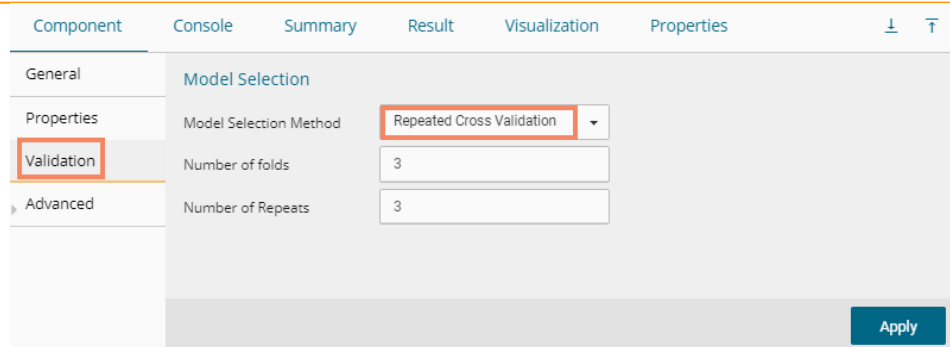 Component Console Summary Result Visualization Properties
General
Properties
Validation
Advanced
Model Selection
Model Selection Method Repeated Cross Validation
Number of folds 3
Number of Repeats 3
Apply